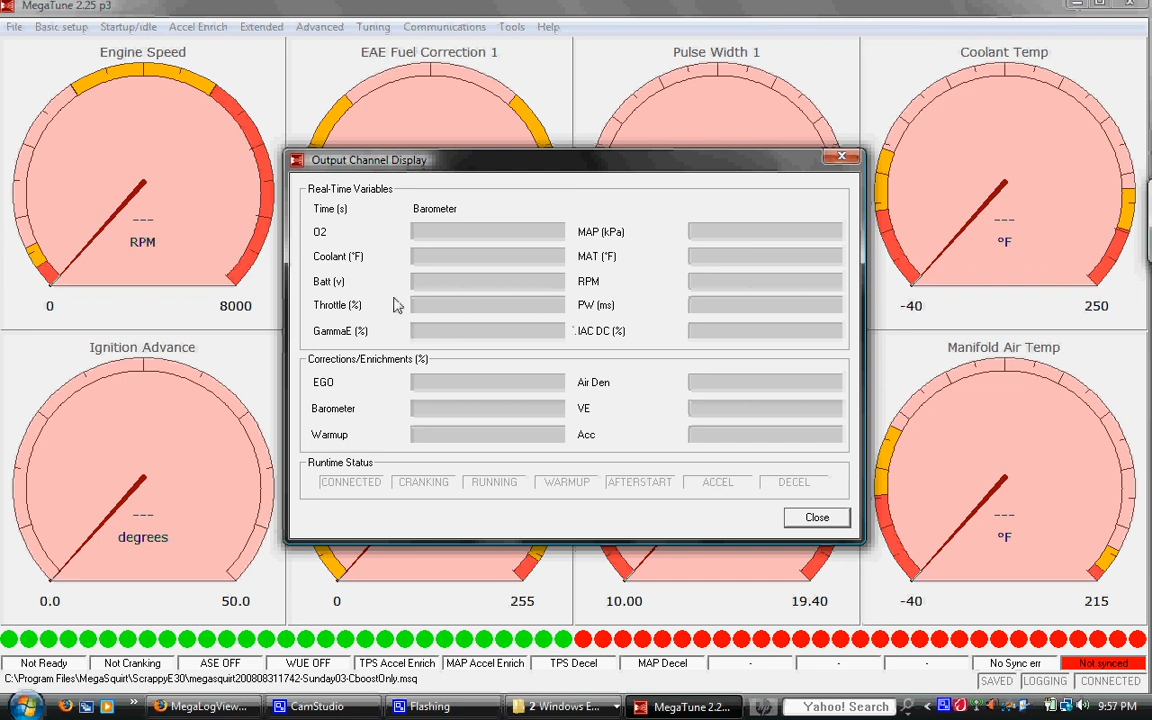 MegaTune 2.25 p3
File Basic setup Startup/idle Accel Enrich Extended Advanced Tuning Communications Tools Help
Engine Speed EAE Fuel Correction 1 Pulse Width 1 Coolant Temp
Output Channel Display
Real-Time Variables
Time (s) Barometer
O2 MAP (kPa)
Coolant (°F) MAT (°F)
Batt (v) RPM
Throttle (%) PW (ms)
GammaE (%) IAC DC (%)
Corrections/Enrichments (%)
EGO Air Den
Barometer VE
Warmup Acc
Runtime Status
CONNECTED CRANKING RUNNING WARMUP AFTERSTART ACCEL DECEL
Close
---
RPM
0 8000
---
°F
-40 250
Ignition Advance Manifold Air Temp
---
degrees
0.0 50.0
0 255
10.00 19.40
---
°F
-40 215
Not Ready Not Cranking ASE OFF WUE OFF TPS Accel Enrich MAP Accel Enrich TPS Decel MAP Decel - - - No Sync err Not synced
C:\Program Files\MegaSquirt\ScrappyE30\megasquirt200808311742-Sunday03-CboostOnly.msq SAVED LOGGING CONNECTED
MegaLogView... CamStudio Flashing 2 Windows E... MegaTune 2.2... Yahoo! Search 9:57 PM